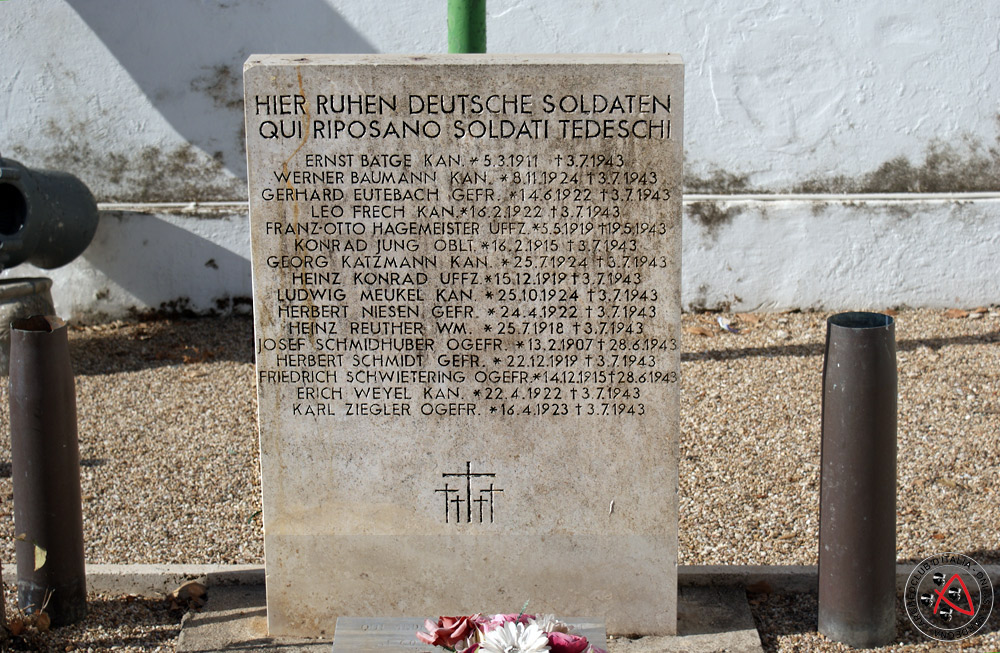 HIER RUHEN DEUTSCHE SOLDATEN
QUI RIPOSANO SOLDATI TEDESCHI
ERNST BATGE KAN. * 5.3.1911 † 3.7.1943
WERNER BAUMANN KAN. * 8.11.1924 † 3.7.1943
GERHARD EUTEBACH GEFR. * 14.6.1922 † 3.7.1943
LEO FRECH KAN. * 16.2.1922 † 3.7.1943
FRANZ-OTTO HAGEMEISTER UFFZ. * 5.5.1919 † 19.5.1943
KONRAD JUNG OBLT. * 16.2.1915 † 3.7.1943
GEORG KATZMANN KAN. * 25.7.1924 † 3.7.1943
HEINZ KONRAD UFFZ * 15.12.1919 † 3.7.1943
LUDWIG MEUKEL KAN. * 25.10.1924 † 3.7.1943
HERBERT NIESEN GEFR. * 24.4.1922 † 3.7.1943
HEINZ REUTHER WM. * 25.7.1918 † 3.7.1943
JOSEF SCHMIDHUBER OGEFR. * 13.2.1907 † 28.6.1943
HERBERT SCHMIDT GEFR. * 22.12.1919 † 3.7.1943
FRIEDRICH SCHWIETERING OGEFR. * 14.12.1915 † 28.6.1943
ERICH WEYEL KAN. * 22.4.1922 † 3.7.1943
KARL ZIEGLER OGEFR. * 16.4.1923 † 3.7.1943